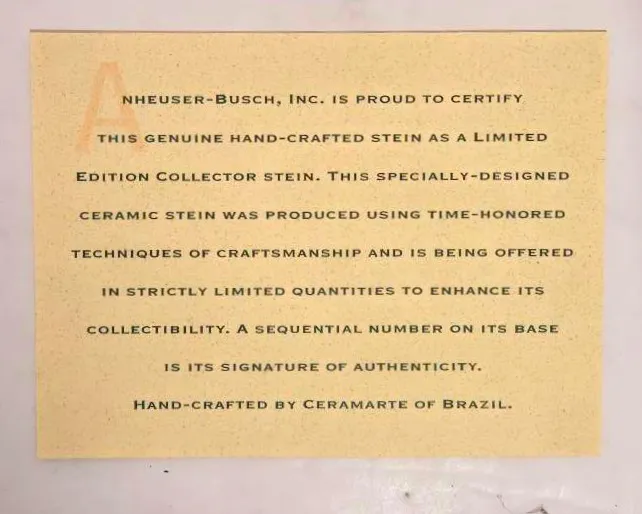 Anheuser-Busch, Inc. is proud to certify
this genuine hand-crafted stein as a Limited
Edition Collector stein. This specially-designed
ceramic stein was produced using time-honored
techniques of craftsmanship and is being offered
in strictly limited quantities to enhance its
collectibility. A sequential number on its base
is its signature of authenticity.
Hand-crafted by Ceramarte of Brazil.